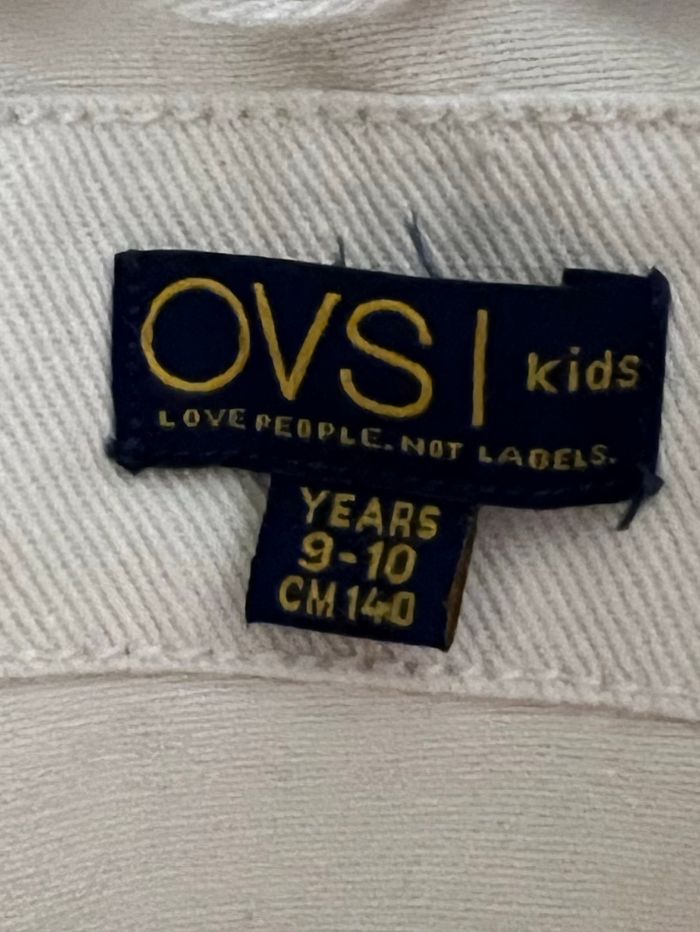 OVS | kids
LOVE PEOPLE. NOT LABELS.
YEARS
9-10
CM 140